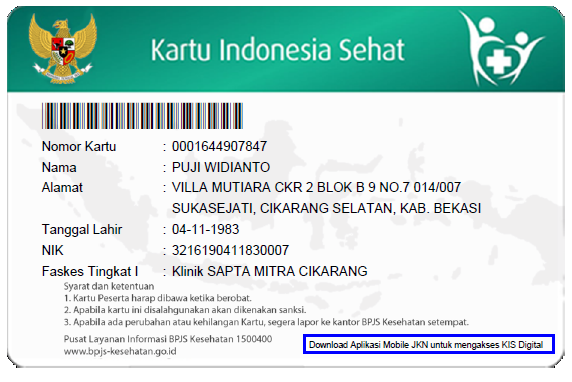 Kartu Indonesia Sehat
Nomor Kartu : 0001644907847
Nama : PUJI WIDIANTO
Alamat : VILLA MUTIARA CKR 2 BLOK B 9 NO.7 014/007
SUKASEJATI, CIKARANG SELATAN, KAB. BEKASI
Tanggal Lahir : 04-11-1983
NIK : 3216190411830007
Faskes Tingkat I : Klinik SAPTA MITRA CIKARANG
Syarat dan ketentuan
1. Kartu Peserta harap dibawa ketika berobat.
2. Apabila kartu ini disalahgunakan akan dikenakan sanksi.
3. Apabila ada perubahan atau kehilangan Kartu, segera lapor ke kantor BPJS Kesehatan setempat.
Pusat Layanan Informasi BPJS Kesehatan 1500400
www.bpjs-kesehatan.go.id
Download Aplikasi Mobile JKN untuk mengakses KIS Digital